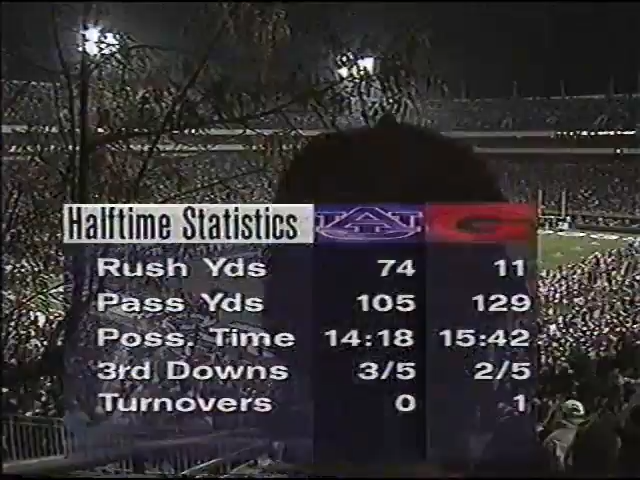 Halftime Statistics AU G
Rush Yds 74 11
Pass Yds 105 129
Poss. Time 14:18 15:42
3rd Downs 3/5 2/5
Turnovers 0 1